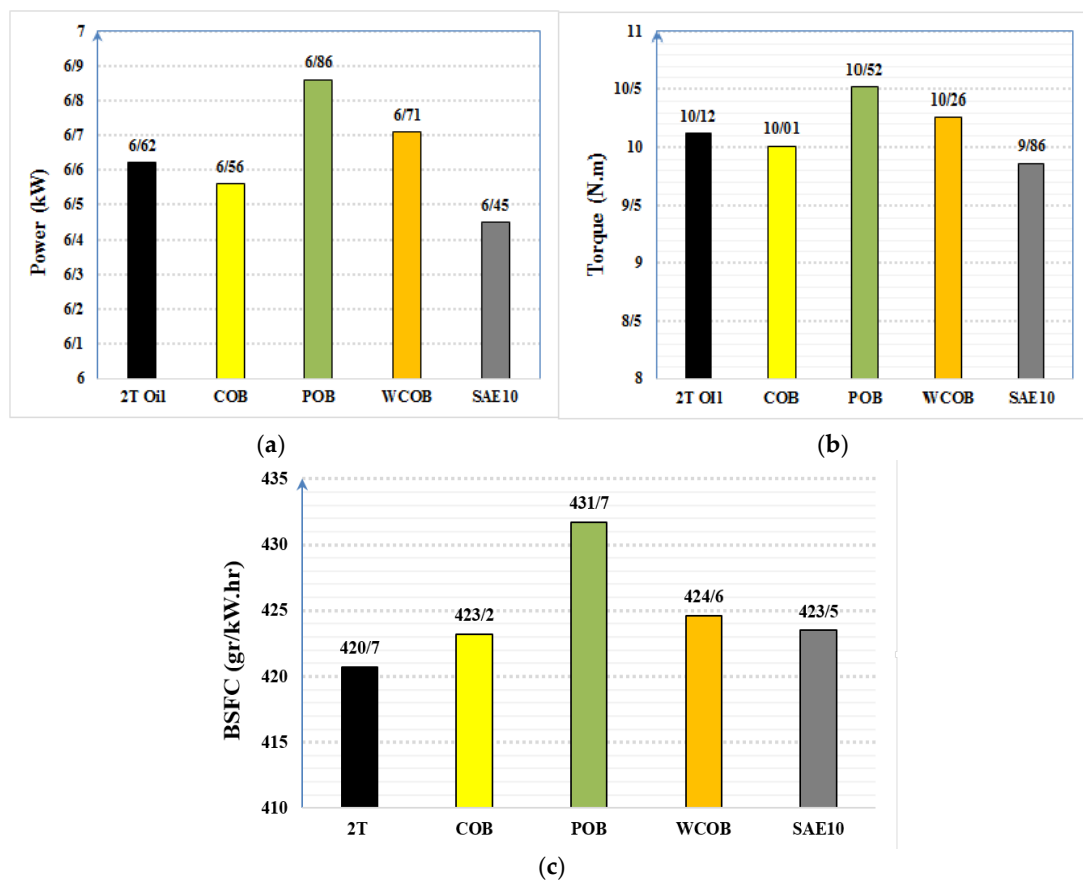 7
6/9
6/8
6/7
6/6
6/5
6/4
6/3
6/2
6/1
6
Power (kW)
6/62
6/56
6/86
6/71
6/45
2T Oil
COB
POB
WCOB
SAE10
(a)
11
10/5
10
9/5
9
8/5
8
Torque (N.m)
10/12
10/01
10/52
10/26
9/86
2T OIl
COB
POB
WCOB
SAE10
(b)
435
430
425
420
415
410
BSFC (gr/kW.hr)
420/7
423/2
431/7
424/6
423/5
2T
COB
POB
WCOB
SAE10
(c)